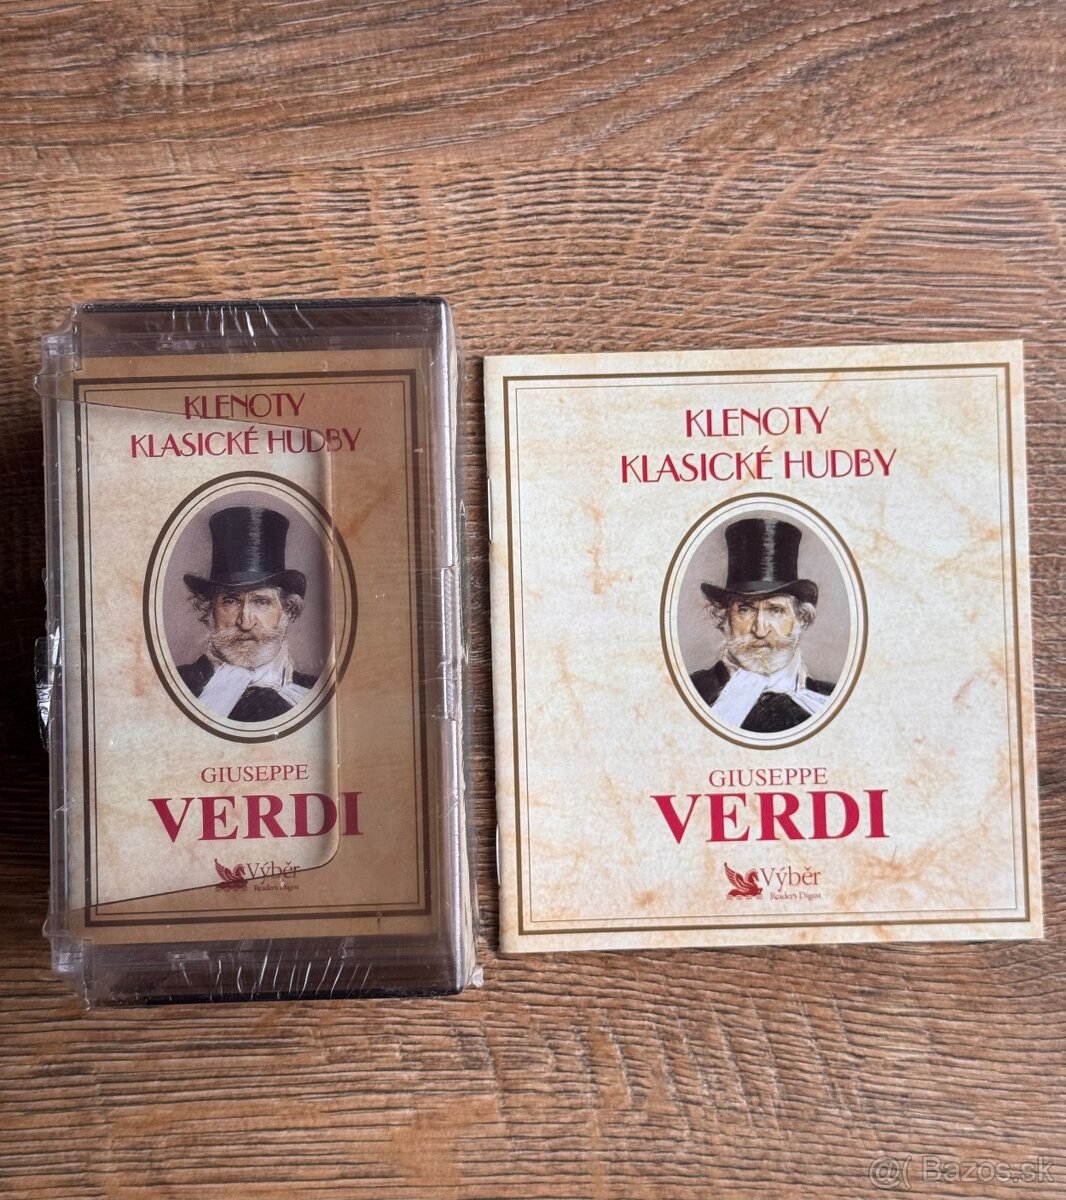 KLENOTY
KLASICKÉ HUDBY
GIUSEPPE
VERDI
Výběr
Reader's Digest
KLENOTY
KLASICKÉ HUDBY
GIUSEPPE
VERDI
Výběr
Reader's Digest
@( Bazos.sk